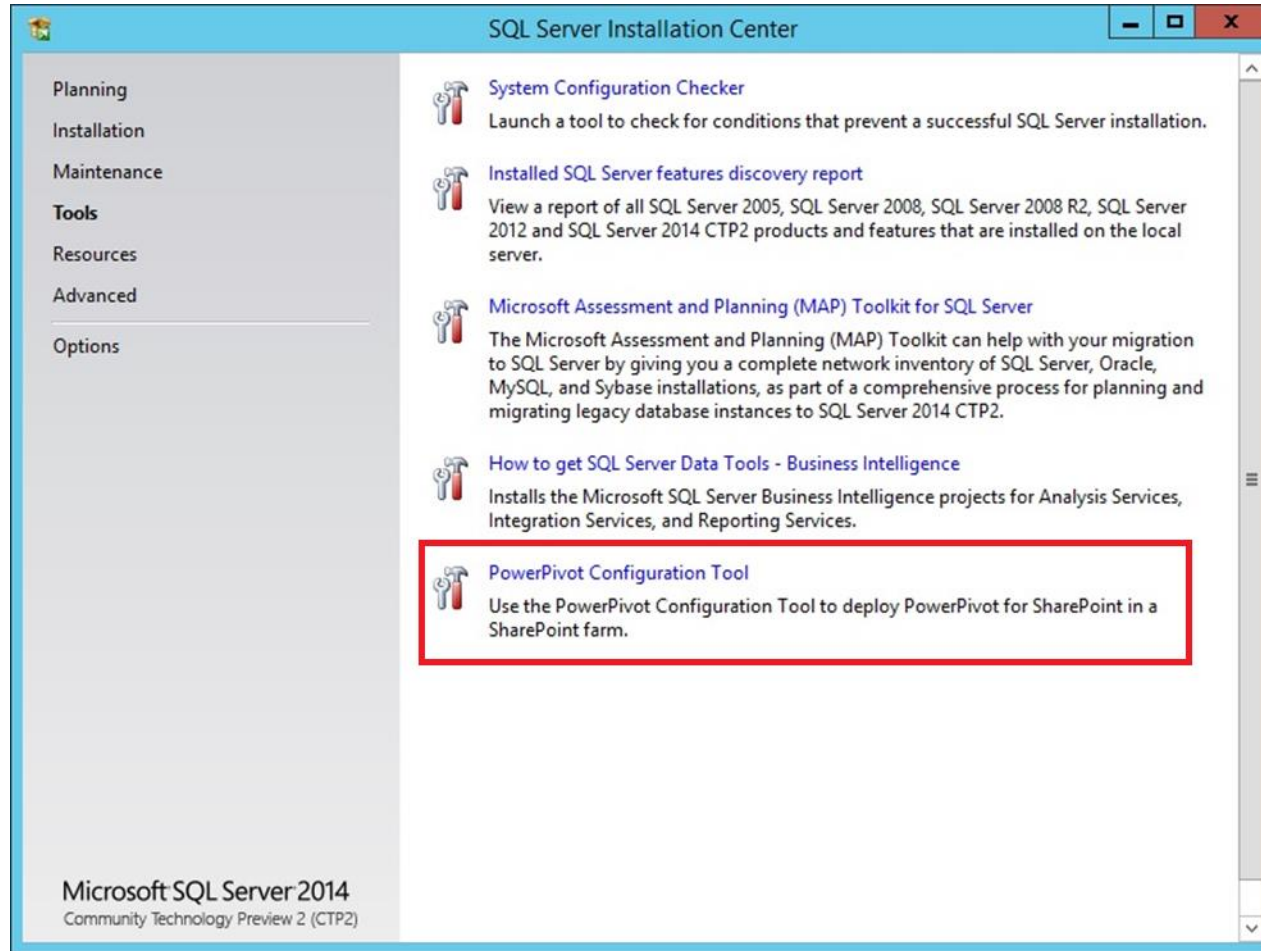 SQL Server Installation Center
Planning
Installation
Maintenance
Tools
Resources
Advanced
Options
System Configuration Checker
Launch a tool to check for conditions that prevent a successful SQL Server installation.
Installed SQL Server features discovery report
View a report of all SQL Server 2005, SQL Server 2008, SQL Server 2008 R2, SQL Server
2012 and SQL Server 2014 CTP2 products and features that are installed on the local
server.
Microsoft Assessment and Planning (MAP) Toolkit for SQL Server
The Microsoft Assessment and Planning (MAP) Toolkit can help with your migration
to SQL Server by giving you a complete network inventory of SQL Server, Oracle,
MySQL, and Sybase installations, as part of a comprehensive process for planning and
migrating legacy database instances to SQL Server 2014 CTP2.
How to get SQL Server Data Tools - Business Intelligence
Installs the Microsoft SQL Server Business Intelligence projects for Analysis Services,
Integration Services, and Reporting Services.
PowerPivot Configuration Tool
Use the PowerPivot Configuration Tool to deploy PowerPivot for SharePoint in a
SharePoint farm.
Microsoft SQL Server 2014
Community Technology Preview 2 (CTP2)